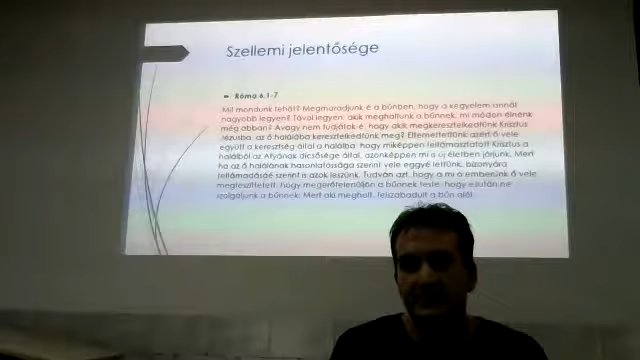 Szellemi jelentősége
Róma 6.1-7
Mit mondunk tehát? Megmaradjunk é a bűnben, hogy a kegyelem annál
nagyobb legyen? Távol legyen: akik meghaltunk a bűnnek, mi módon élnénk
még abban? Avagy nem tudjátok-é, hogy akik megkeresztelkedtünk Krisztus
Jézusba, az ő halálába keresztelkedtünk meg? Eltemettettünk azért ő vele
együtt a keresztség által a halálba: hogy miképpen feltámasztatott Krisztus a
halálból az Atyának dicsősége által, azonképpen mi is új életben járjunk. Mert
ha az ő halálának hasonlatossága szerint vele eggyé lettünk, bizonyára
feltámadásáé szerint is azok leszünk. Tudván azt, hogy a mi ó emberünk ő vele
megfeszíttetett, hogy megerőtelenüljön a bűnnek teste, hogy ezután ne
szolgáljunk a bűnnek: Mert aki meghalt, felszabadult a bűn alól.